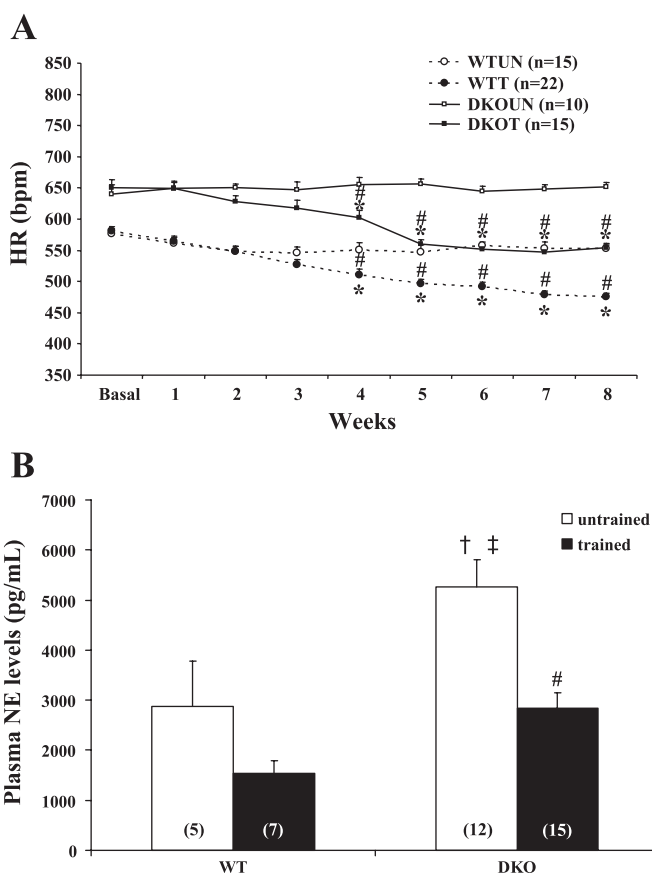 A
850
800
750
700
650
600
550
500
450
400
350
HR (bpm)
WTUN (n=15)
WTT (n=22)
DKOUN (n=10)
DKOT (n=15)
# # # # #
* * * * *
# # # # #
* * * * *
Basal 1 2 3 4 5 6 7 8
Weeks
B
7000
6000
5000
4000
3000
2000
1000
0
Plasma NE levels (pg/mL)
untrained
trained
† ‡
#
(5) (7) (12) (15)
WT DKO